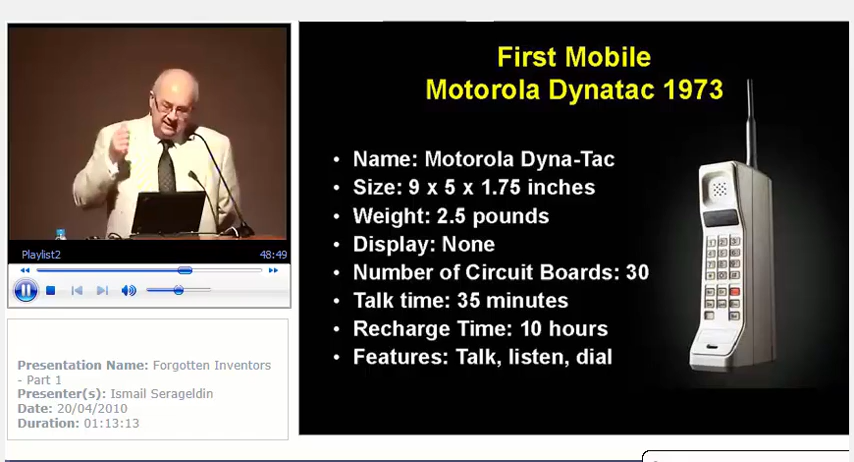 First Mobile
Motorola Dynatac 1973
• Name: Motorola Dyna-Tac
• Size: 9 x 5 x 1.75 inches
• Weight: 2.5 pounds
• Display: None
• Number of Circuit Boards: 30
• Talk time: 35 minutes
• Recharge Time: 10 hours
• Features: Talk, listen, dial
Playlist2 48:49
Presentation Name: Forgotten Inventors
- Part 1
Presenter(s): Ismail Serageldin
Date: 20/04/2010
Duration: 01:13:13